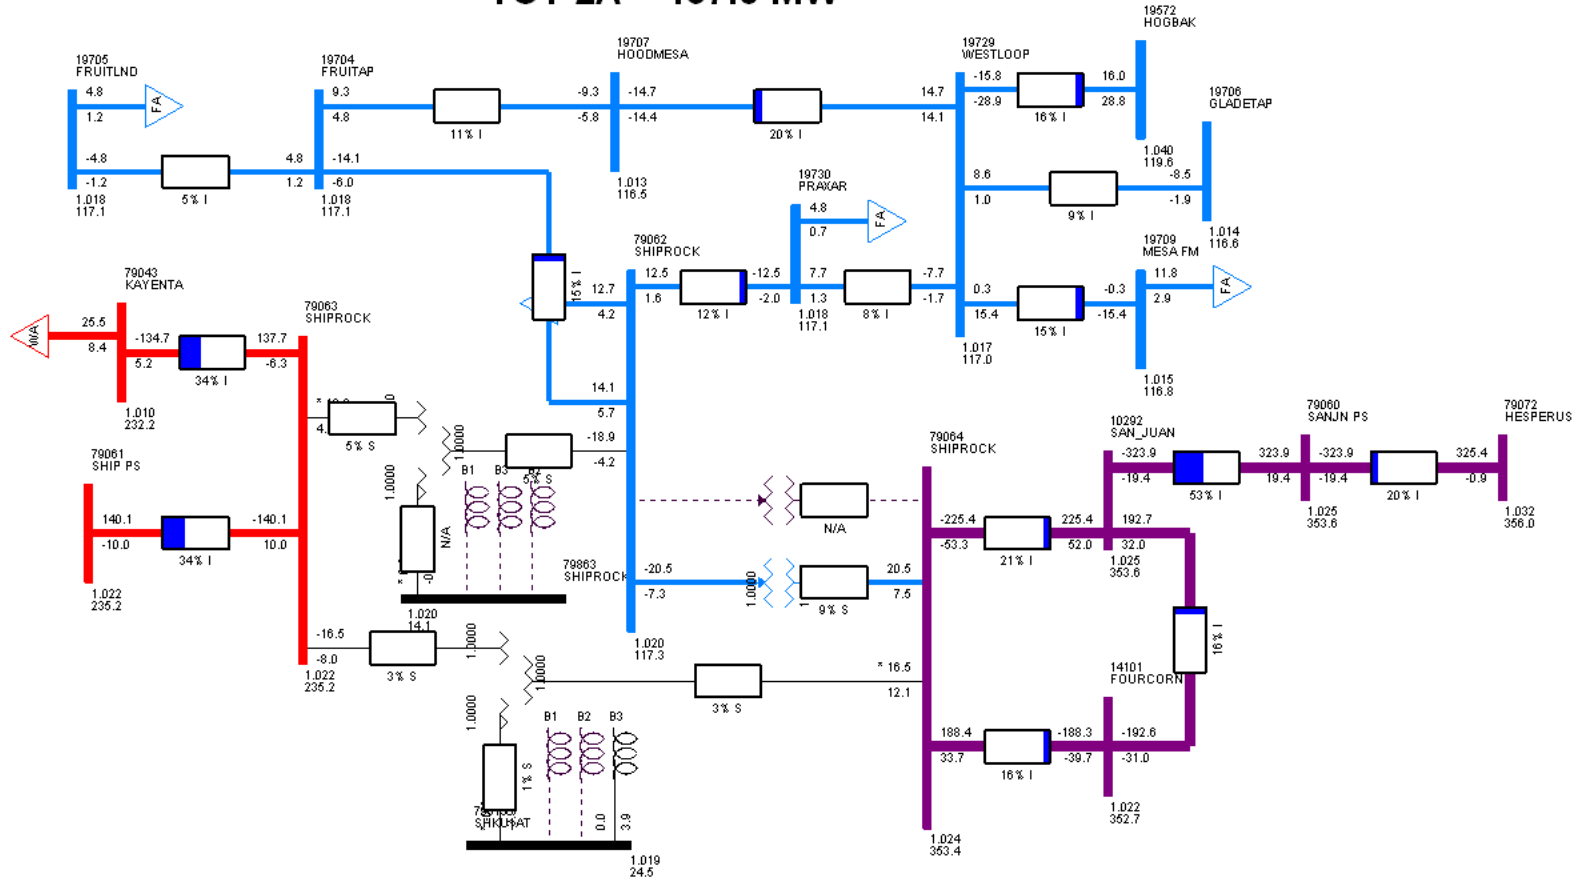 19705
FRUITLND
4.8
1.2
FA
-4.8
-1.2
5% I
1.018
117.1
19704
FRUITAP
9.3
4.8
4.8
1.2
-14.1
-6.0
1.018
117.1
11% I
19707
HOODMESA
-9.3
-5.8
-14.7
-14.4
1.013
116.5
20% I
19729
WESTLOOP
14.7
14.1
-15.8
-28.9
16% I
16.0
28.8
19572
HOGBAK
1.040
119.6
19706
GLADETAP
8.6
1.0
9% I
-8.5
-1.9
1.014
116.6
19730
PRAXAR
4.8
0.7
FA
-12.5
-2.0
7.7
1.3
1.018
117.1
8% I
-7.7
-1.7
0.3
15.4
15% I
-0.3
-15.4
1.017
117.0
19709
MESA FM
11.8
2.9
FA
1.015
116.8
79062
SHIPROCK
12.5
1.6
12% I
12.7
4.2
15% I
14.1
5.7
-18.9
-4.2
-20.5
-7.3
1.020
117.3
79043
KAYENTA
WA
25.5
8.4
-134.7
5.2
34% I
137.7
-6.3
1.010
232.2
79063
SHIPROCK
5% S
1.0000
5% S
1.0000
N/A
B1
B3
79863
SHIPROCK
1.020
14.1
79061
SHIP PS
140.1
-10.0
34% I
-140.1
10.0
1.022
235.2
-16.5
-8.0
3% S
1.0000
1.0000
1.022
235.2
3% S
* 16.5
12.1
1.0000
1% S
B1
B2
B3
0.0
3.9
1.019
24.5
N/A
1.0000
9% S
20.5
7.5
79064
SHIPROCK
-225.4
-53.3
21% I
225.4
52.0
188.4
33.7
16% I
-188.3
-39.7
1.024
353.4
10292
SAN_JUAN
-323.9
-19.4
53% I
323.9
19.4
192.7
32.0
1.025
353.6
16% I
79060
SANJN PS
-323.9
-19.4
20% I
325.4
-0.9
1.025
353.6
79072
HESPERUS
1.032
356.0
14101
FOURCORN
-192.6
-31.0
1.022
352.7